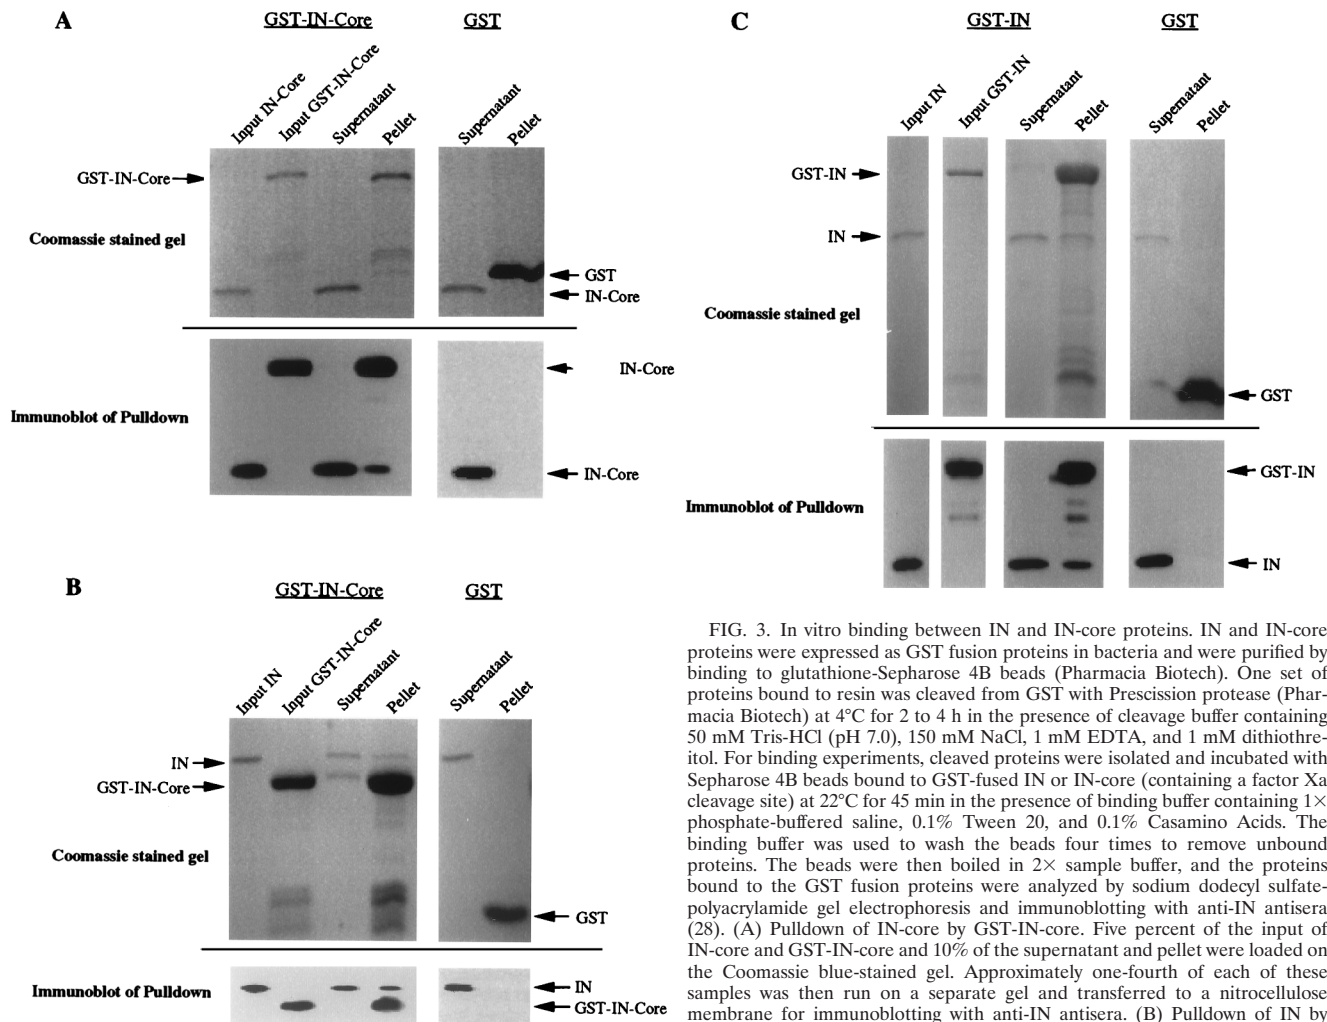 A
GST-IN-Core
GST
Input IN-Core
Input GST-IN-Core
Supernatant
Pellet
Supernatant
Pellet
GST-IN-Core
Coomassie stained gel
GST
IN-Core
IN-Core
Immunoblot of Pulldown
IN-Core
B
GST-IN-Core
GST
Input IN
Input GST-IN-Core
Supernatant
Pellet
Supernatant
Pellet
IN
GST-IN-Core
Coomassie stained gel
GST
Immunoblot of Pulldown
IN
GST-IN-Core
C
GST-IN
GST
Input IN
Input GST-IN
Supernatant
Pellet
Supernatant
Pellet
GST-IN
IN
Coomassie stained gel
GST
GST-IN
Immunoblot of Pulldown
IN
FIG. 3. In vitro binding between IN and IN-core proteins. IN and IN-core
proteins were expressed as GST fusion proteins in bacteria and were purified by
binding to glutathione-Sepharose 4B beads (Pharmacia Biotech). One set of
proteins bound to resin was cleaved from GST with Prescission protease (Phar-
macia Biotech) at 4°C for 2 to 4 h in the presence of cleavage buffer containing
50 mM Tris-HCl (pH 7.0), 150 mM NaCl, 1 mM EDTA, and 1 mM dithiothre-
itol. For binding experiments, cleaved proteins were isolated and incubated with
Sepharose 4B beads bound to GST-fused IN or IN-core (containing a factor Xa
cleavage site) at 22°C for 45 min in the presence of binding buffer containing 1×
phosphate-buffered saline, 0.1% Tween 20, and 0.1% Casamino Acids. The
binding buffer was used to wash the beads four times to remove unbound
proteins. The beads were then boiled in 2× sample buffer, and the proteins
bound to the GST fusion proteins were analyzed by sodium dodecyl sulfate-
polyacrylamide gel electrophoresis and immunoblotting with anti-IN antisera
(28). (A) Pulldown of IN-core by GST-IN-core. Five percent of the input of
IN-core and GST-IN-core and 10% of the supernatant and pellet were loaded on
the Coomassie blue-stained gel. Approximately one-fourth of each of these
samples was then run on a separate gel and transferred to a nitrocellulose
membrane for immunoblotting with anti-IN antisera. (B) Pulldown of IN by